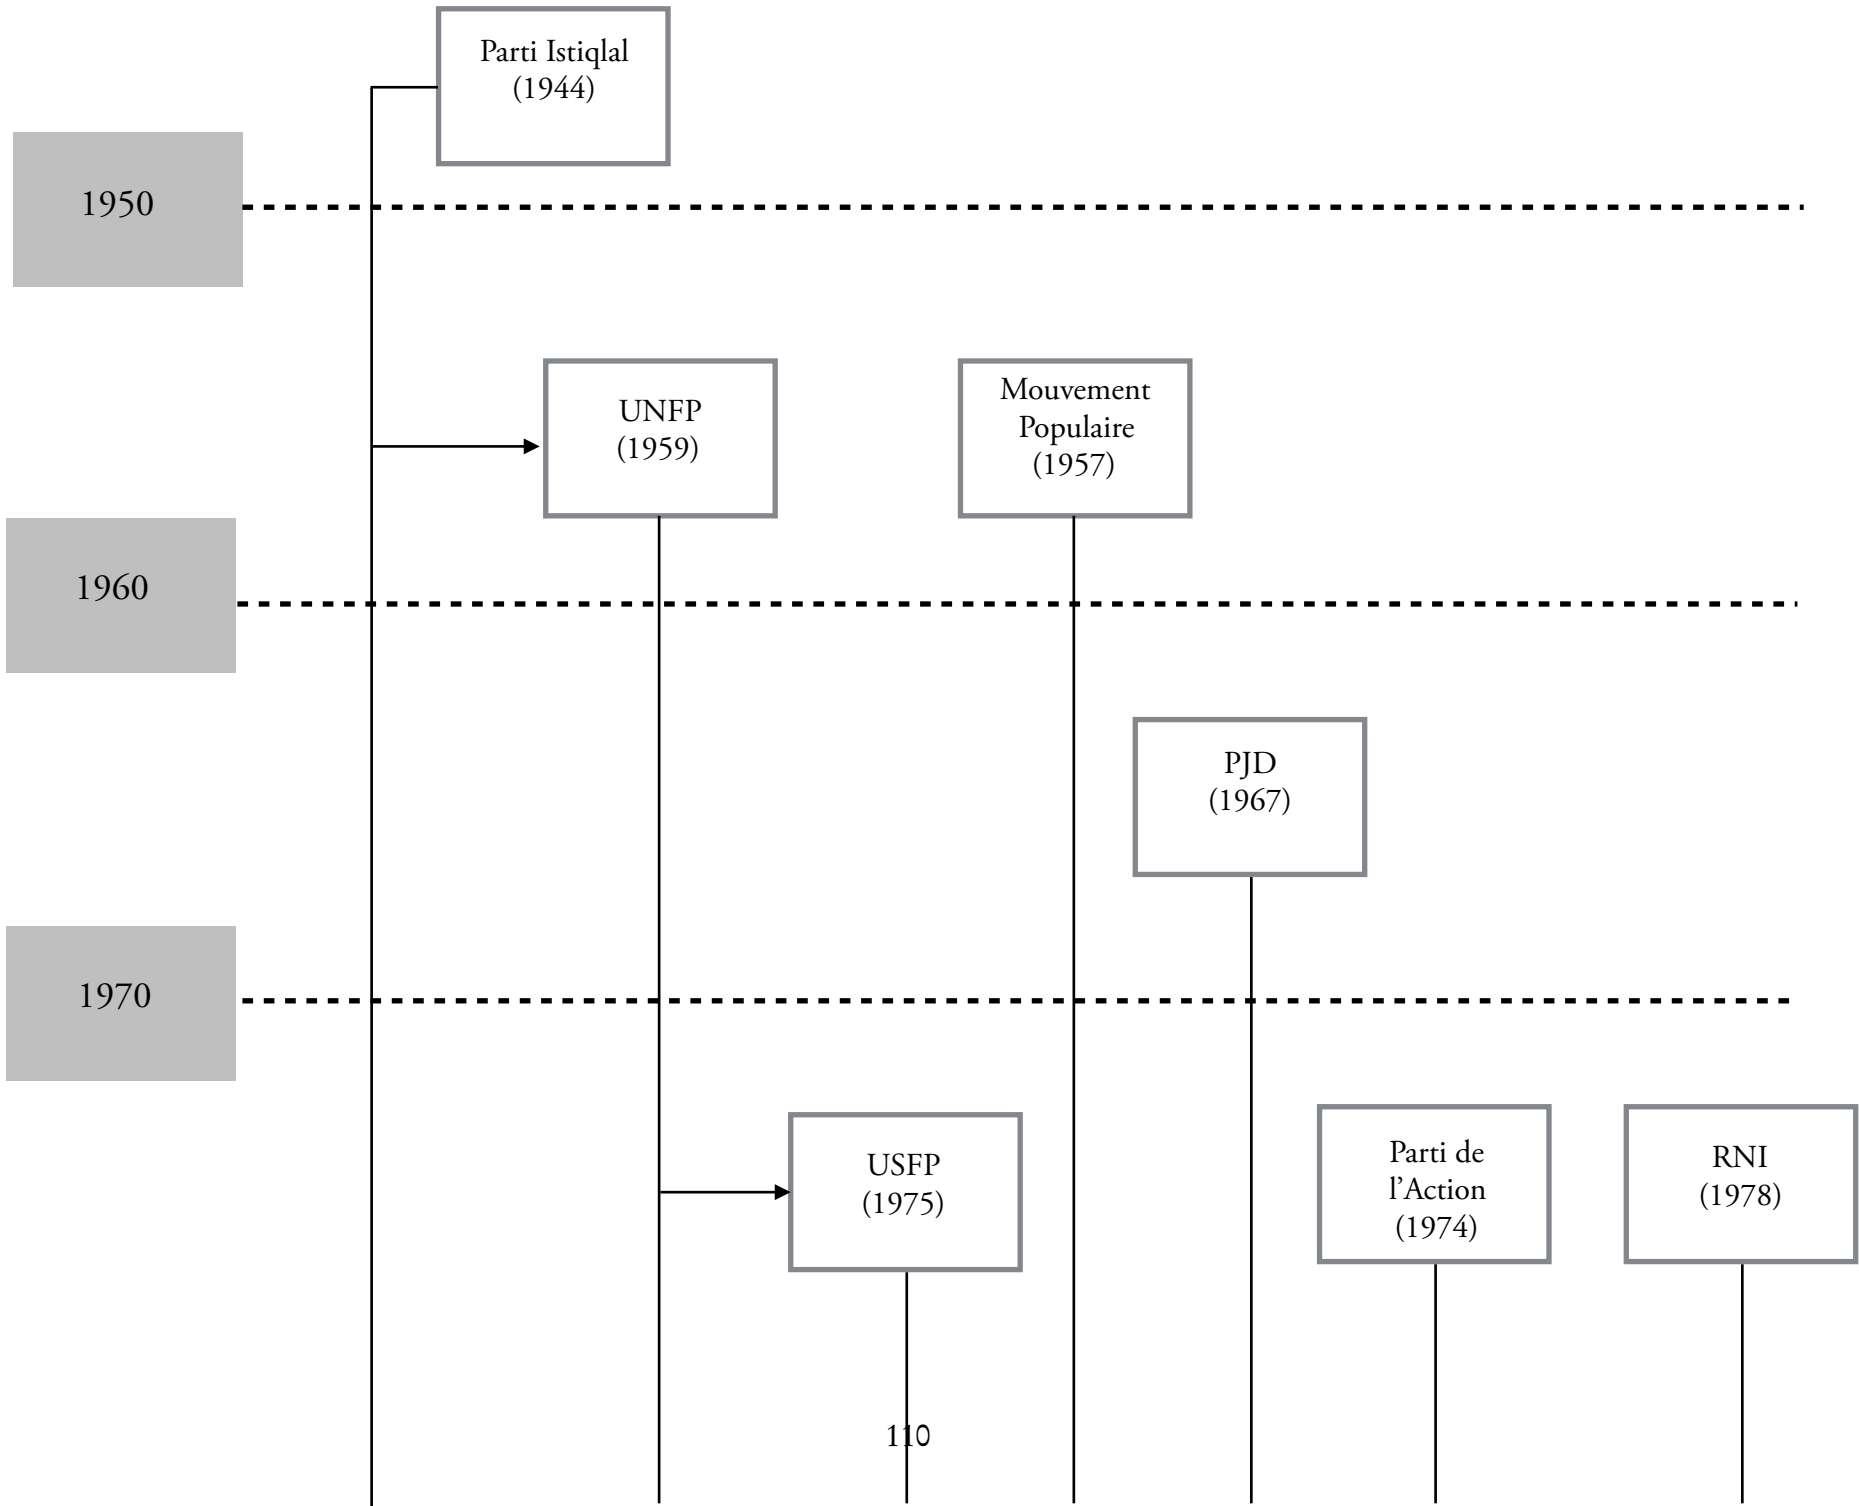 Parti Istiqlal
(1944)
1950
UNFP
(1959)
Mouvement
Populaire
(1957)
1960
PJD
(1967)
1970
USFP
(1975)
Parti de
l’Action
(1974)
RNI
(1978)
110